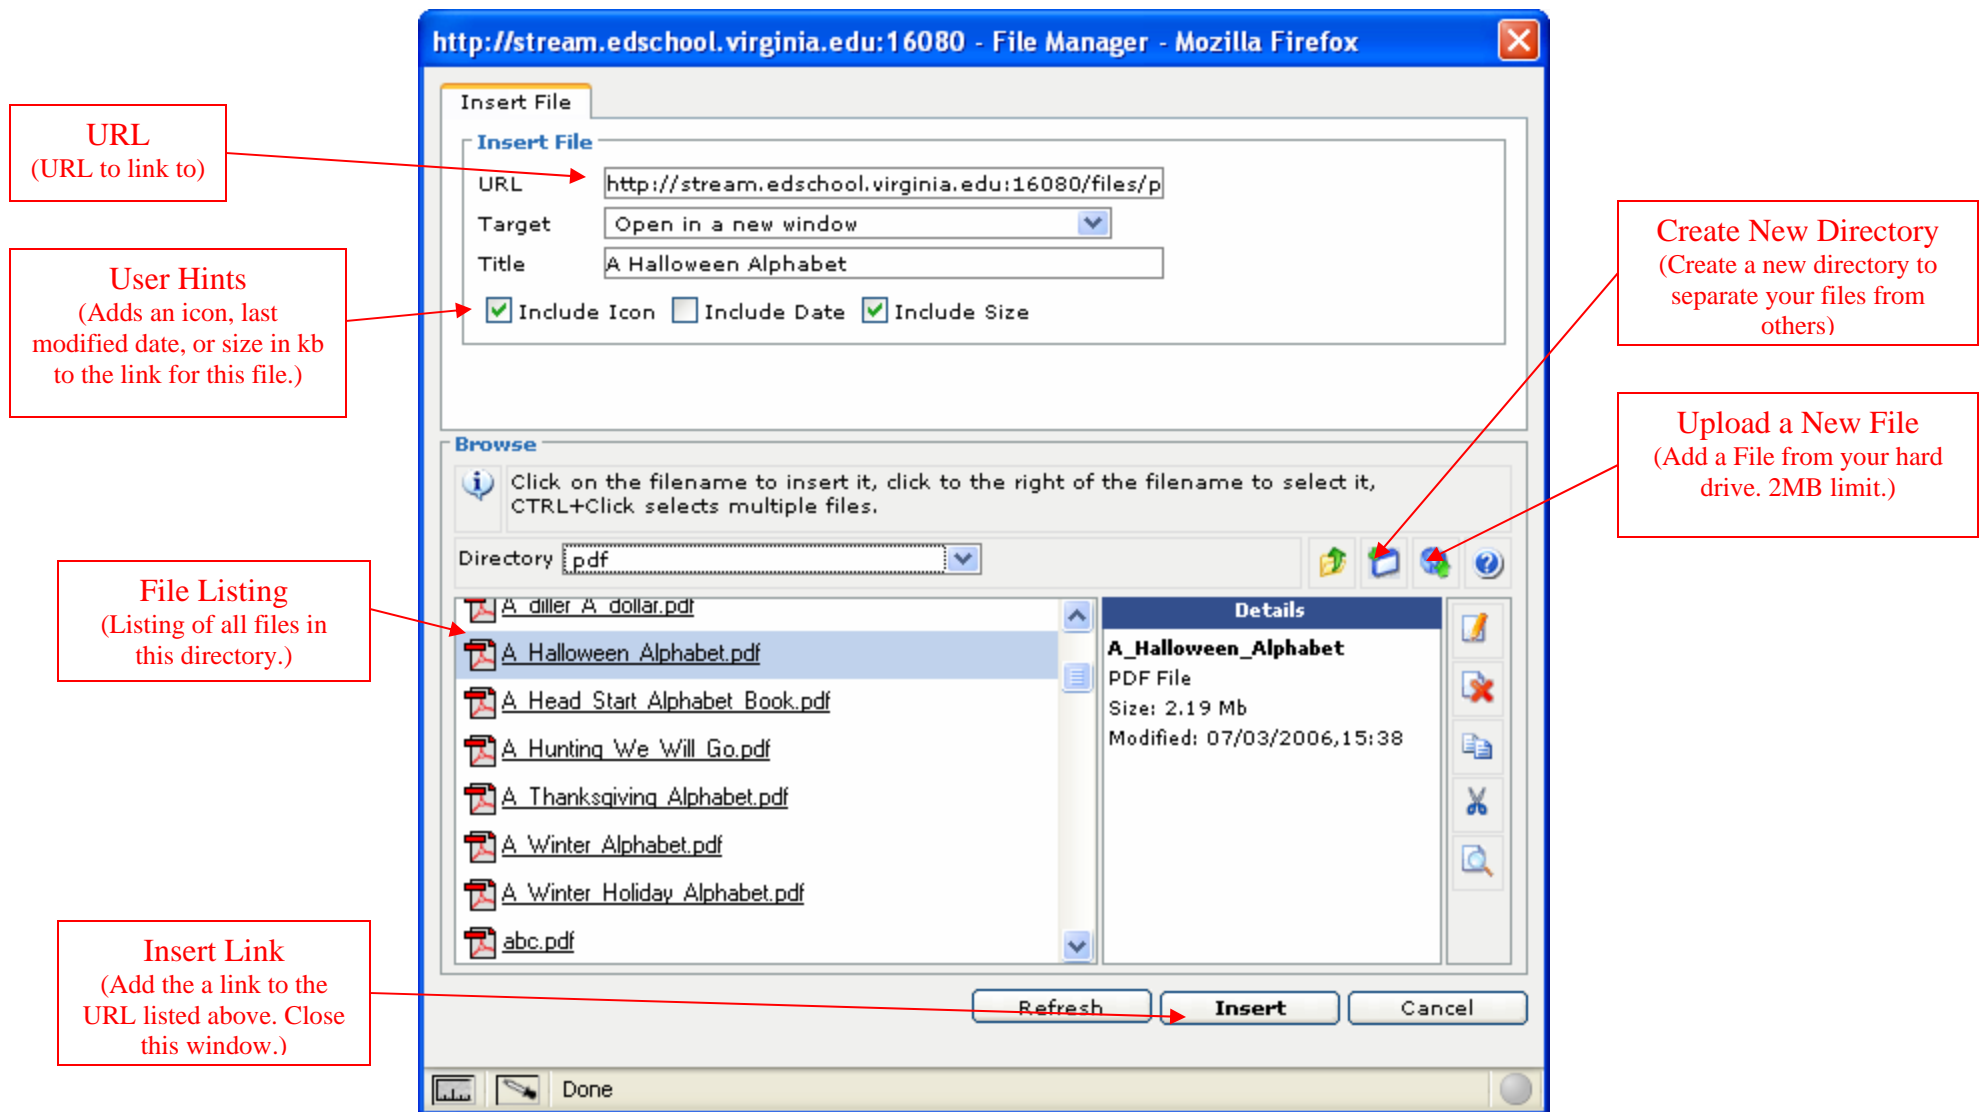 http://stream.edschool.virginia.edu:16080 - File Manager - Mozilla Firefox
Insert File
Insert File
URL
http://stream.edschool.virginia.edu:16080/files/p
Target
Open in a new window
Title
A Halloween Alphabet
Include Icon
Include Date
Include Size
Browse
Click on the filename to insert it, click to the right of the filename to select it,
CTRL+Click selects multiple files.
Directory
pdf
A_diller_A_dollar.pdf
A_Halloween_Alphabet.pdf
A_Head_Start_Alphabet_Book.pdf
A_Hunting_We_Will_Go.pdf
A_Thanksgiving_Alphabet.pdf
A_Winter_Alphabet.pdf
A_Winter_Holiday_Alphabet.pdf
abc.pdf
Details
A_Halloween_Alphabet
PDF File
Size: 2.19 Mb
Modified: 07/03/2006,15:38
Refresh
Insert
Cancel
Done
URL
(URL to link to)
User Hints
(Adds an icon, last
modified date, or size in kb
to the link for this file.)
File Listing
(Listing of all files in
this directory.)
Insert Link
(Add the a link to the
URL listed above. Close
this window.)
Create New Directory
(Create a new directory to
separate your files from
others)
Upload a New File
(Add a File from your hard
drive. 2MB limit.)